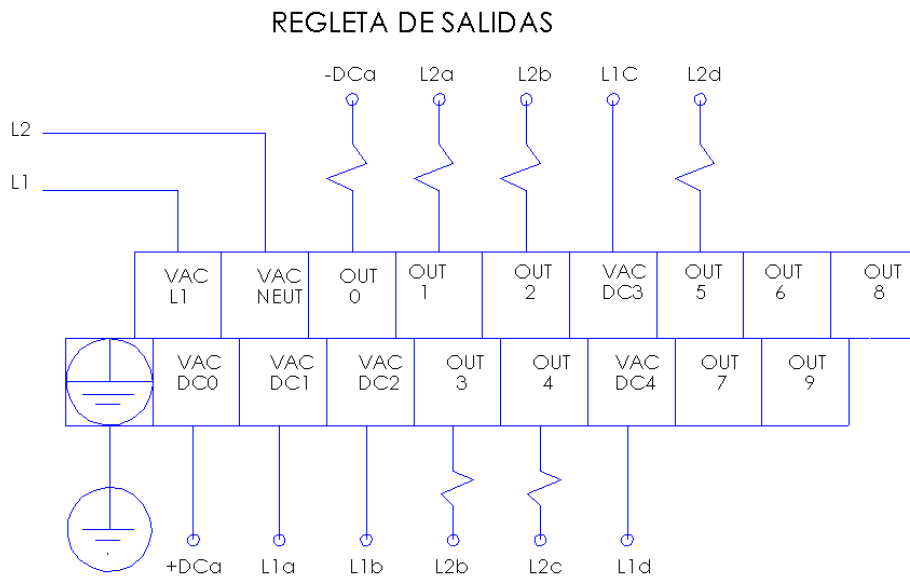 REGLETA DE SALIDAS
-DCa L2a L2b L1C L2d
L2
L1
VAC L1
VAC NEUT
OUT 0
OUT 1
OUT 2
VAC DC3
OUT 5
OUT 6
OUT 8
VAC DC0
VAC DC1
VAC DC2
OUT 3
OUT 4
VAC DC4
OUT 7
OUT 9
+DCa L1a L1b L2b L2c L1d